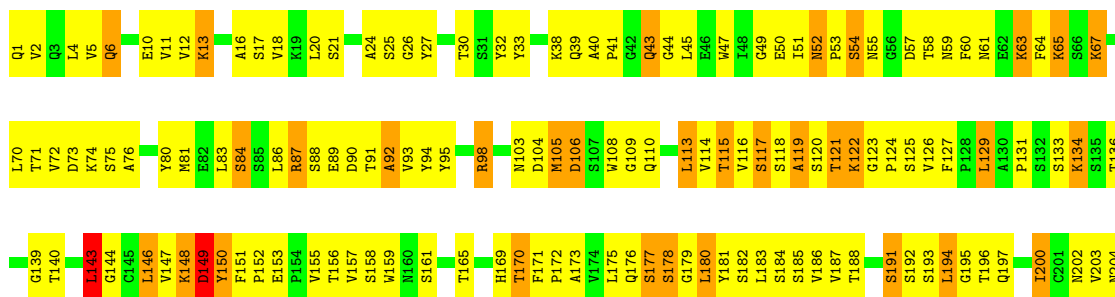 Q1 V2 Q3 L4 V5 Q6 E10 V11 V12 K13 A16 S17 V18 K19 L20 S21 A24 S25 G26 Y27 T30 S31 Y32 Y33 K38 Q39 A40 P41 G42 Q43 G44 L45 E46 W47 I48 G49 E50 I51 N52 P53 S54 N55 G56 D57 T58 N59 F60 N61 E62 K63 F64 K65 S66 K67
L70 T71 V72 D73 K74 S75 A76 Y80 M81 E82 L83 S84 S85 L86 R87 S88 E89 D90 T91 A92 V93 Y94 Y95 R98 N103 D104 M105 D106 S107 W108 G109 Q110 L113 V114 T115 V116 S117 S118 A119 S120 T121 K122 G123 P124 S125 V126 F127 P128 L129 A130 P131 S132 S133 K134 S135 T136
G139 T140 L143 G144 C145 L146 V147 K148 D149 Y150 F151 P152 E153 P154 V155 T156 V157 S158 W159 N160 S161 T165 H169 T170 F171 P172 A173 V174 L175 Q176 S177 S178 G179 L180 Y181 S182 L183 S184 S185 V186 V187 T188 S191 S192 S193 L194 G195 T196 Q197 I200 C201 N202 V203